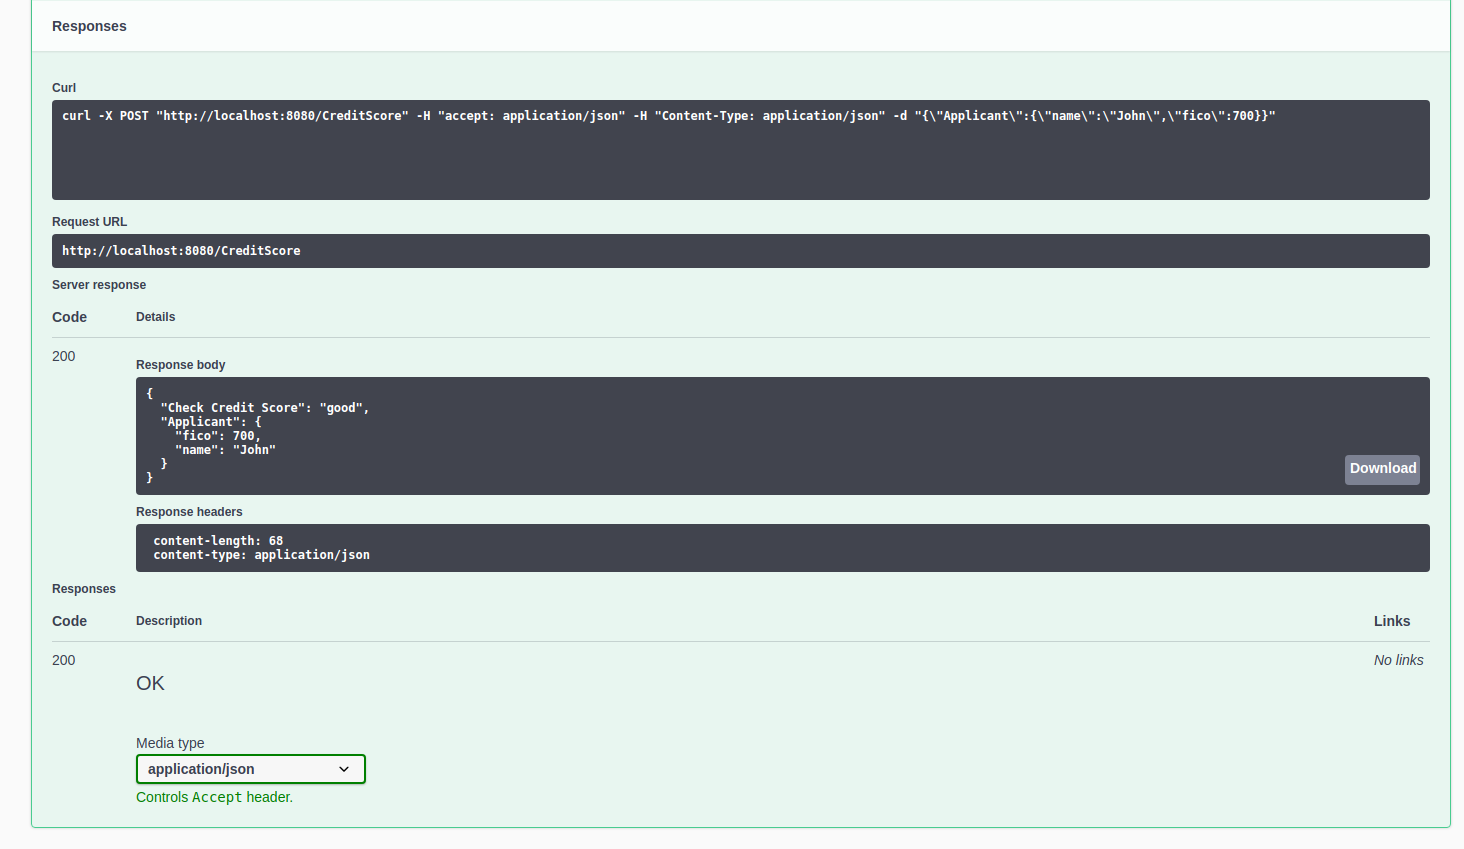 Responses
Curl
curl -X POST "http://localhost:8080/CreditScore" -H "accept: application/json" -H "Content-Type: application/json" -d "{\"Applicant\":{\"name\":\"John\",\"fico\":700}}"
Request URL
http://localhost:8080/CreditScore
Server response
Code Details
200
Response body
{
  "Check Credit Score": "good",
  "Applicant": {
    "fico": 700,
    "name": "John"
  }
}
Download
Response headers
content-length: 68
content-type: application/json
Responses
Code Description Links
200 No links
OK
Media type
application/json
Controls Accept header.